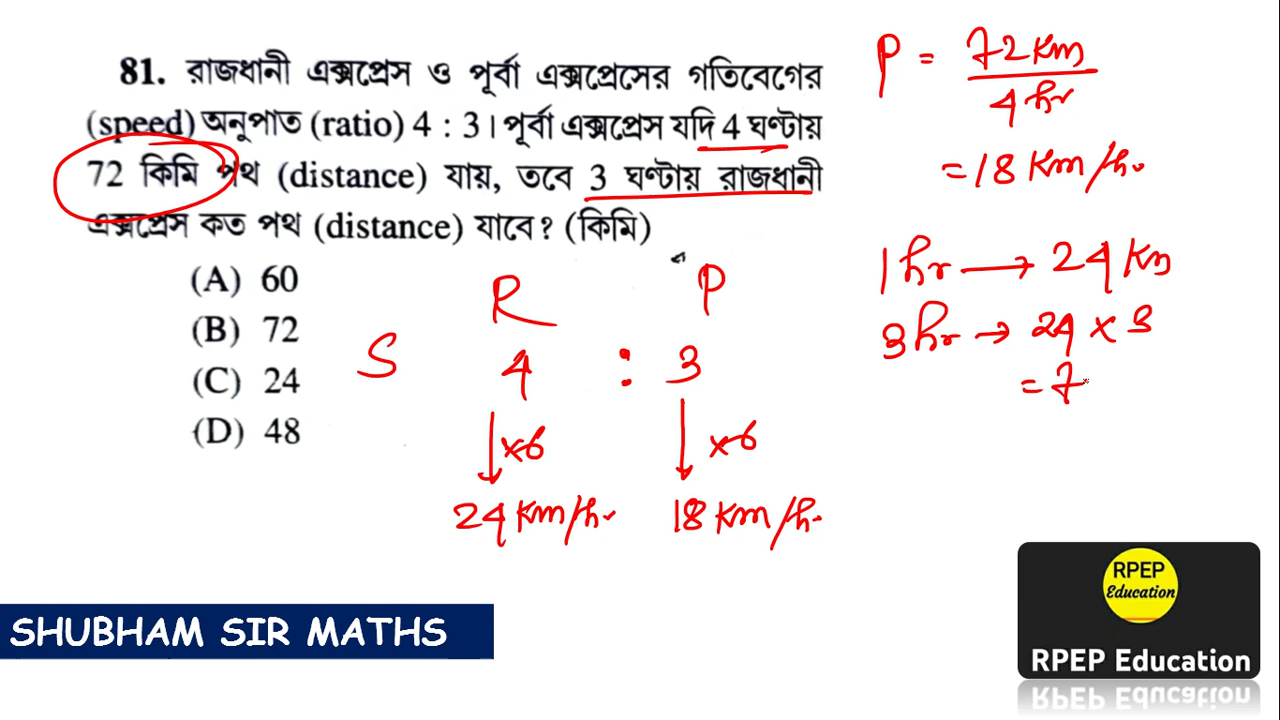 81. রাজধানী এক্সপ্রেস ও পূর্বা এক্সপ্রেসের গতিবেগের
(speed) অনুপাত (ratio) 4 : 3। পূর্বা এক্সপ্রেস যদি 4 ঘণ্টায়
72 কিমি পথ (distance) যায়, তবে 3 ঘণ্টায় রাজধানী
এক্সপ্রেস কত পথ (distance) যাবে? (কিমি)
(A) 60
(B) 72
(C) 24
(D) 48
R P
S 4 : 3
×6 ×6
24 Km/hr 18 Km/h.
P = 72 Km
4 hr
= 18 Km/hr
1 hr → 24 Km
3 hr → 24 × 3
= 7
SHUBHAM SIR MATHS
RPEP
Education
RPEP Education